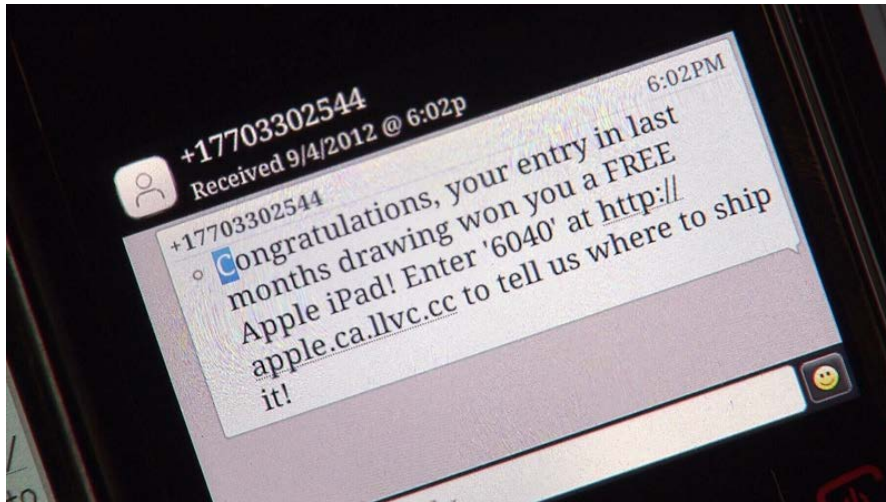 +17703302544
Received 9/4/2012 @ 6:02p
6:02PM
+17703302544
Congratulations, your entry in last
months drawing won you a FREE
Apple iPad! Enter '6040' at http://
apple.ca.llvc.cc to tell us where to ship
it!
to